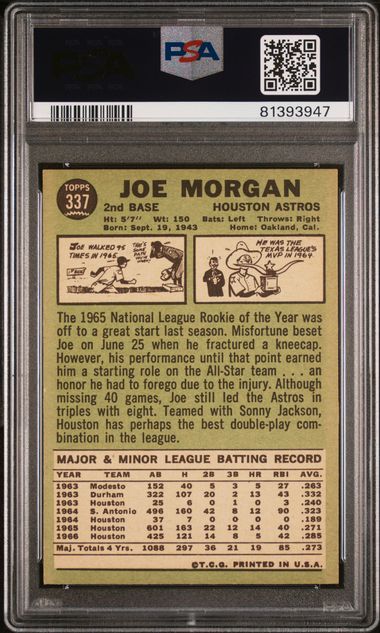 PSA
81393947
TOPPS
337
JOE MORGAN
2nd BASE HOUSTON ASTROS
Ht: 5'7" Wt: 150 Bats: Left Throws: Right
Born: Sept. 19, 1943 Home: Oakland, Cal.
JOE WALKED 95
TIMES IN 1965
HE WAS THE
TEXAS LEAGUE'S
MVP IN 1964.
The 1965 National League Rookie of the Year was
off to a great start last season. Misfortune beset
Joe on June 25 when he fractured a kneecap.
However, his performance until that point earned
him a starting role on the All-Star team . . . an
honor he had to forego due to the injury. Although
missing 40 games, Joe still led the Astros in
triples with eight. Teamed with Sonny Jackson,
Houston has perhaps the best double-play com-
bination in the league.
MAJOR & MINOR LEAGUE BATTING RECORD
YEAR TEAM AB H 2B 3B HR RBI AVG.
1963 Modesto 152 40 5 3 5 27 .263
1963 Durham 322 107 20 2 13 43 .332
1963 Houston 25 6 0 1 0 3 .240
1964 S. Antonio 496 160 42 8 12 90 .323
1964 Houston 37 7 0 0 0 0 .189
1965 Houston 601 163 22 12 14 40 .271
1966 Houston 425 121 14 8 5 42 .285
Maj. Totals 4 Yrs. 1088 297 36 21 19 85 .273
©T.C.G. PRINTED IN U.S.A.